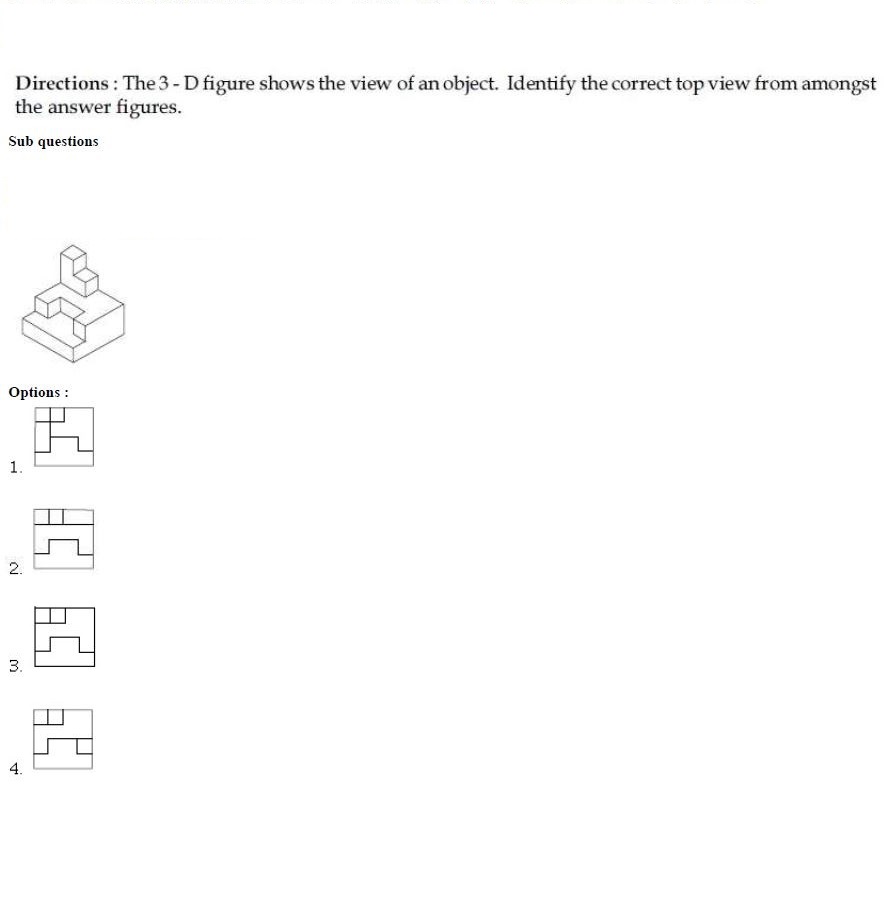 Directions : The 3 - D figure shows the view of an object. Identify the correct top view from amongst
the answer figures.
Sub questions
Options :
1.
2.
3.
4.